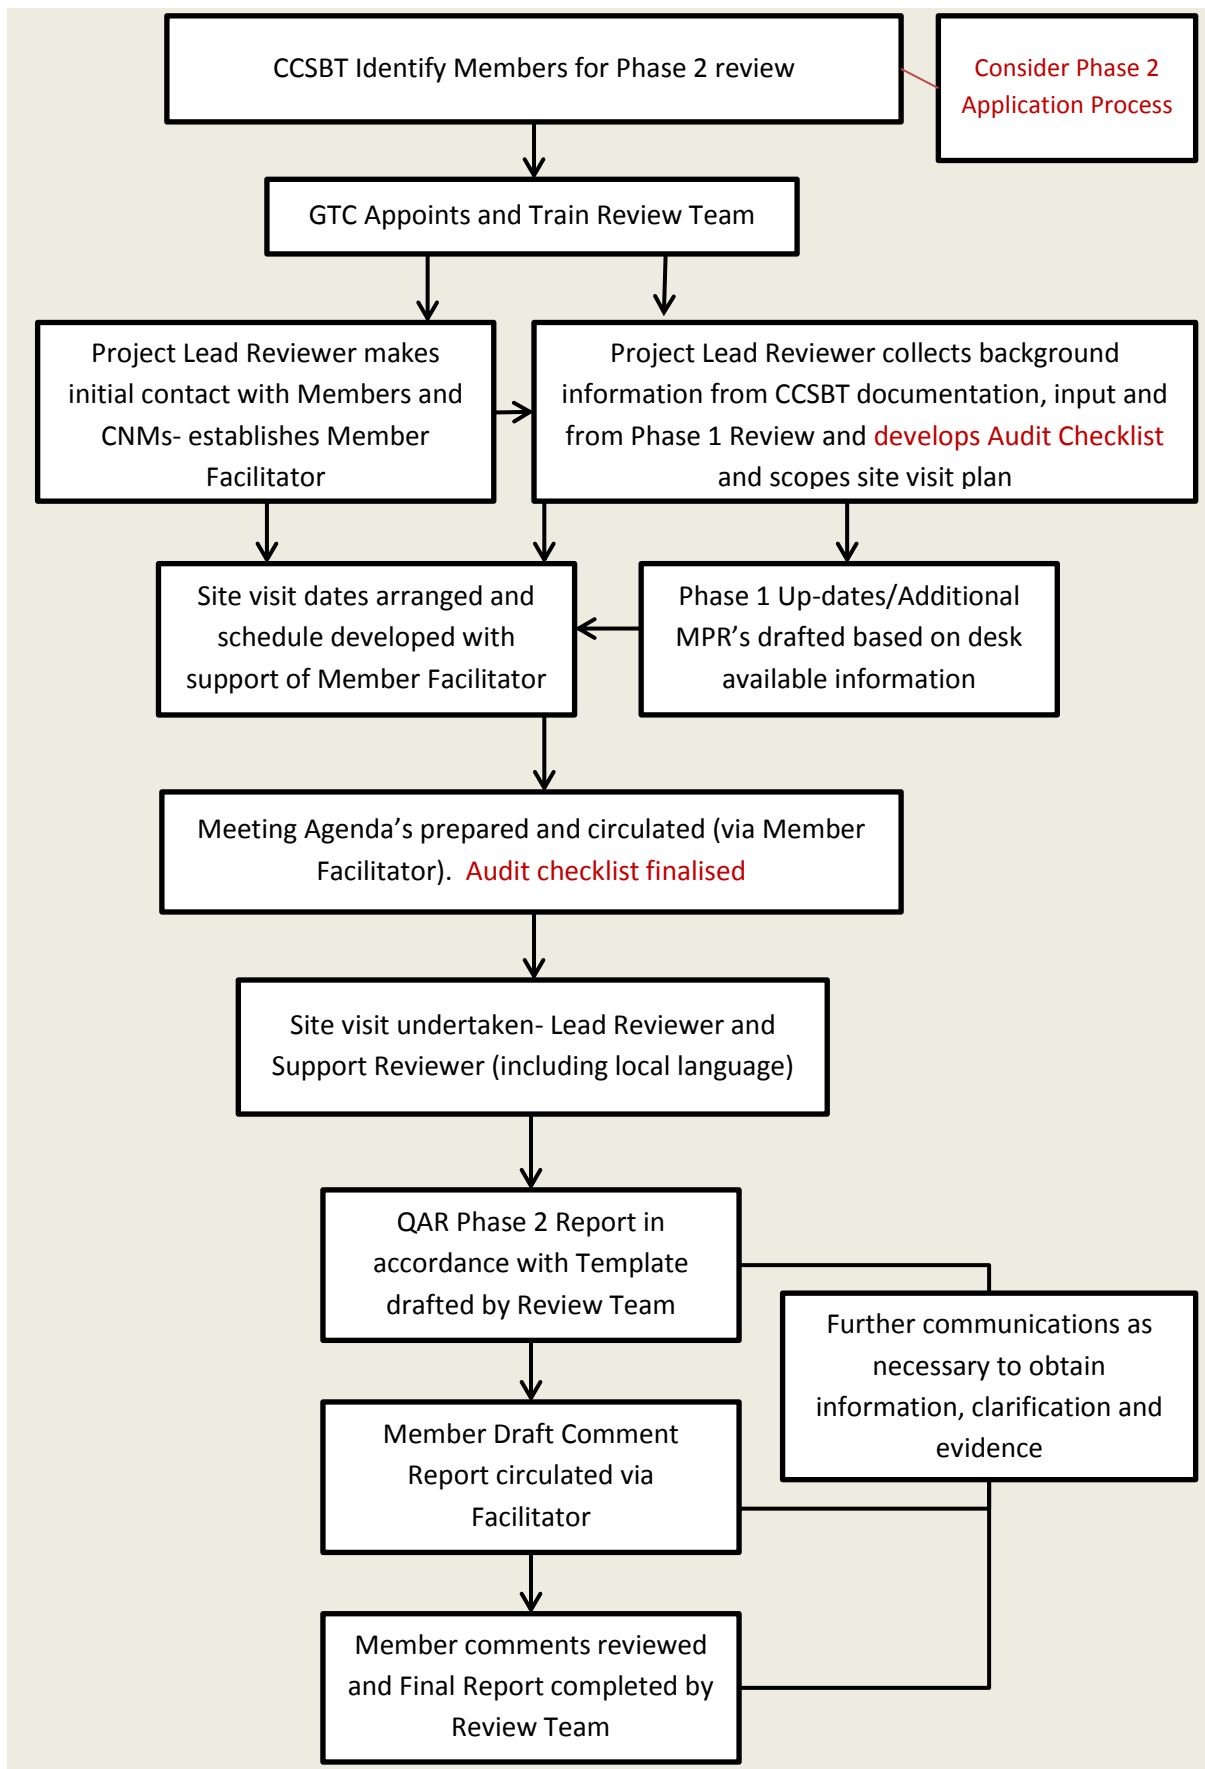 CCSBT Identify Members for Phase 2 review
Consider Phase 2
Application Process
GTC Appoints and Train Review Team
Project Lead Reviewer makes
initial contact with Members and
CNMs- establishes Member
Facilitator
Project Lead Reviewer collects background
information from CCSBT documentation, input and
from Phase 1 Review and develops Audit Checklist
and scopes site visit plan
Site visit dates arranged and
schedule developed with
support of Member Facilitator
Phase 1 Up-dates/Additional
MPR's drafted based on desk
available information
Meeting Agenda’s prepared and circulated (via Member
Facilitator).  Audit checklist finalised
Site visit undertaken- Lead Reviewer and
Support Reviewer (including local language)
QAR Phase 2 Report in
accordance with Template
drafted by Review Team
Further communications as
necessary to obtain
information, clarification and
evidence
Member Draft Comment
Report circulated via
Facilitator
Member comments reviewed
and Final Report completed by
Review Team